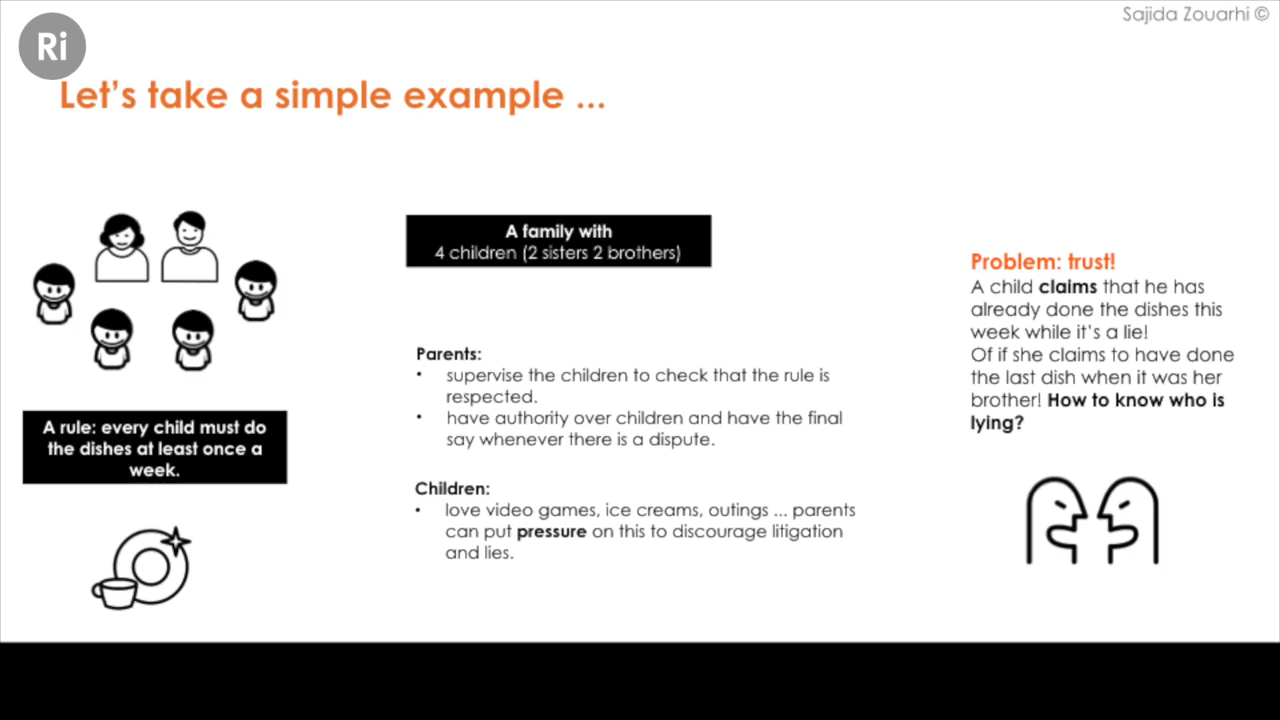 Sajida Zouarhi ©
Ri
Let's take a simple example ...
A family with
4 children (2 sisters 2 brothers)
A rule: every child must do
the dishes at least once a
week.
Parents:
• supervise the children to check that the rule is
respected.
• have authority over children and have the final
say whenever there is a dispute.
Children:
• love video games, ice creams, outings ... parents
can put pressure on this to discourage litigation
and lies.
Problem: trust!
A child claims that he has
already done the dishes this
week while it's a lie!
Of if she claims to have done
the last dish when it was her
brother! How to know who is
lying?